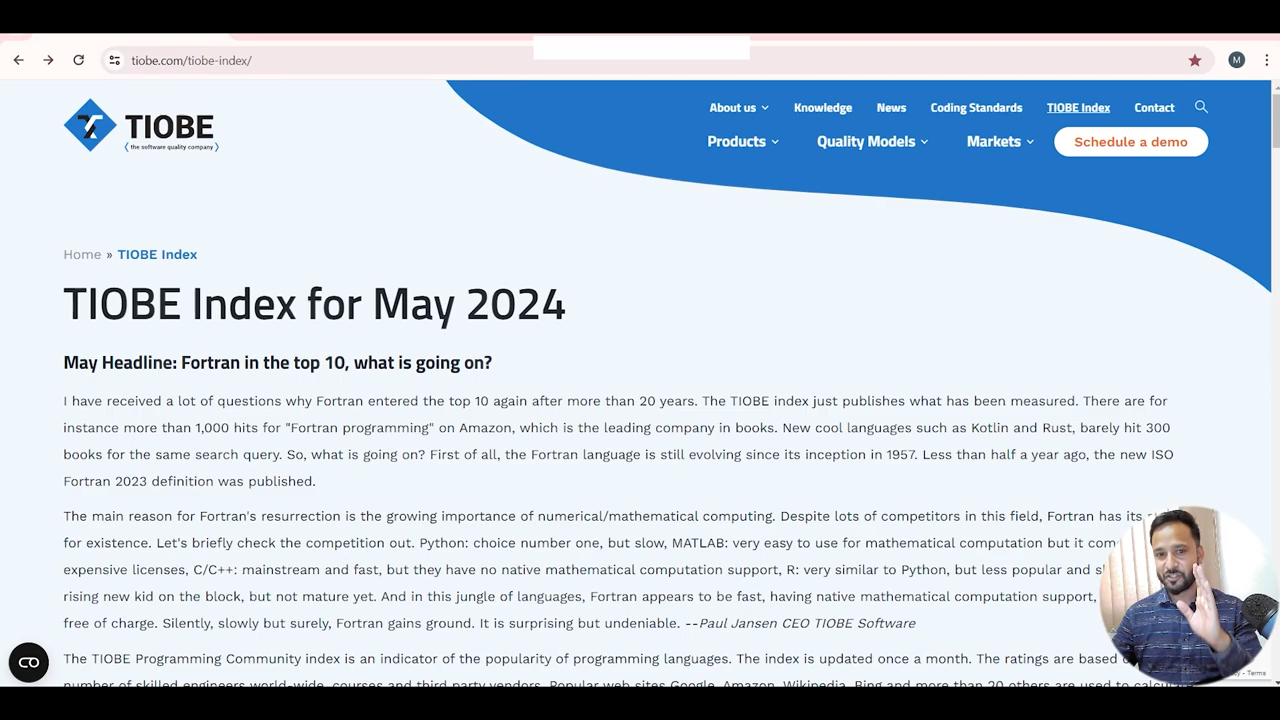 tiobe.com/tiobe-index/
M
TIOBE
(the software quality company)
About us
Knowledge
News
Coding Standards
TIOBE Index
Contact
Products
Quality Models
Markets
Schedule a demo
Home » TIOBE Index
TIOBE Index for May 2024
May Headline: Fortran in the top 10, what is going on?
I have received a lot of questions why Fortran entered the top 10 again after more than 20 years. The TIOBE index just publishes what has been measured. There are for
instance more than 1,000 hits for "Fortran programming" on Amazon, which is the leading company in books. New cool languages such as Kotlin and Rust, barely hit 300
books for the same search query. So, what is going on? First of all, the Fortran language is still evolving since its inception in 1957. Less than half a year ago, the new ISO
Fortran 2023 definition was published.
The main reason for Fortran's resurrection is the growing importance of numerical/mathematical computing. Despite lots of competitors in this field, Fortran has its
for existence. Let's briefly check the competition out. Python: choice number one, but slow, MATLAB: very easy to use for mathematical computation but it
expensive licenses, C/C++: mainstream and fast, but they have no native mathematical computation support, R: very similar to Python, but less popular and
rising new kid on the block, but not mature yet. And in this jungle of languages, Fortran appears to be fast, having native mathematical computation support,
free of charge. Silently, slowly but surely, Fortran gains ground. It is surprising but undeniable. --Paul Jansen CEO TIOBE Software
The TIOBE Programming Community index is an indicator of the popularity of programming languages. The index is updated once a month. The ratings are based
number of skilled engineers world-wide, courses and third
- Terms